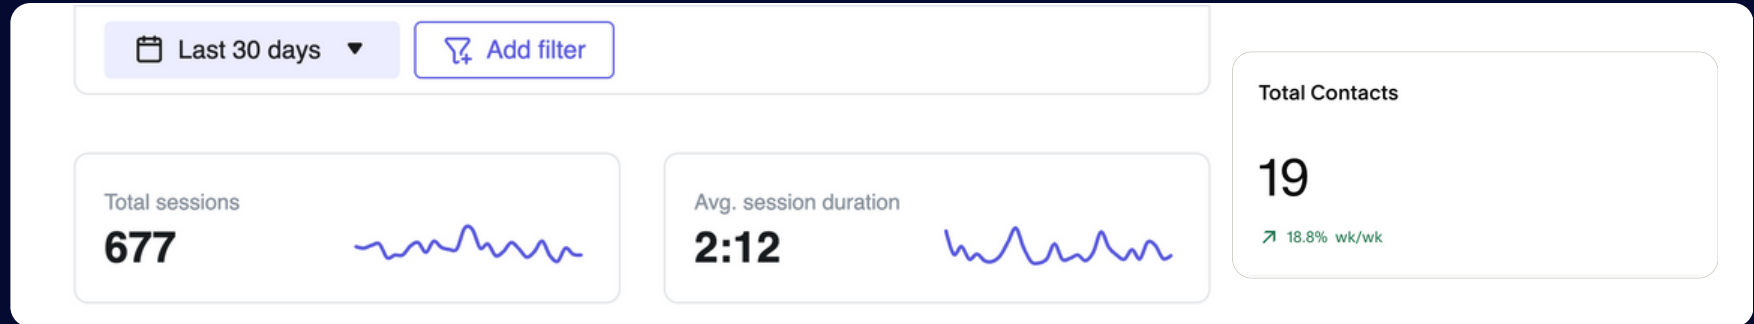 Last 30 days
Add filter
Total sessions
677
Avg. session duration
2:12
Total Contacts
19
18.8% wk/wk